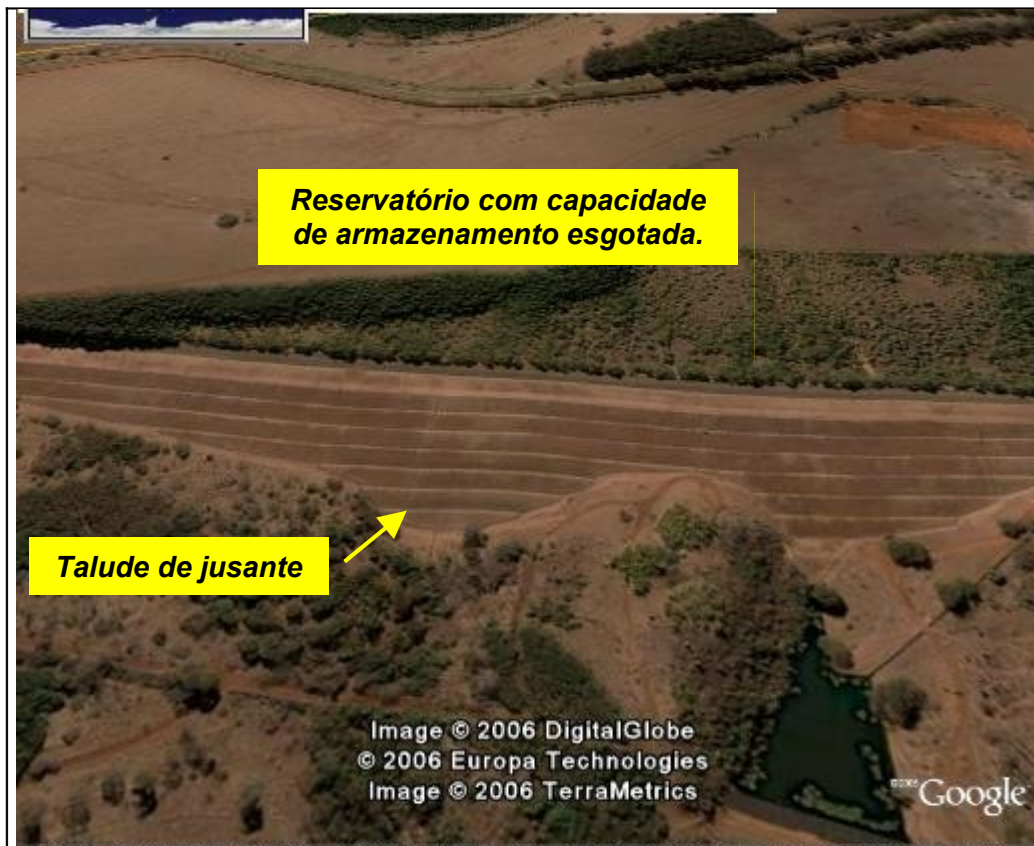 Reservatório com capacidade
de armazenamento esgotada.
Talude de jusante
Image © 2006 DigitalGlobe
© 2006 Europa Technologies
Image © 2006 TerraMetrics
Google